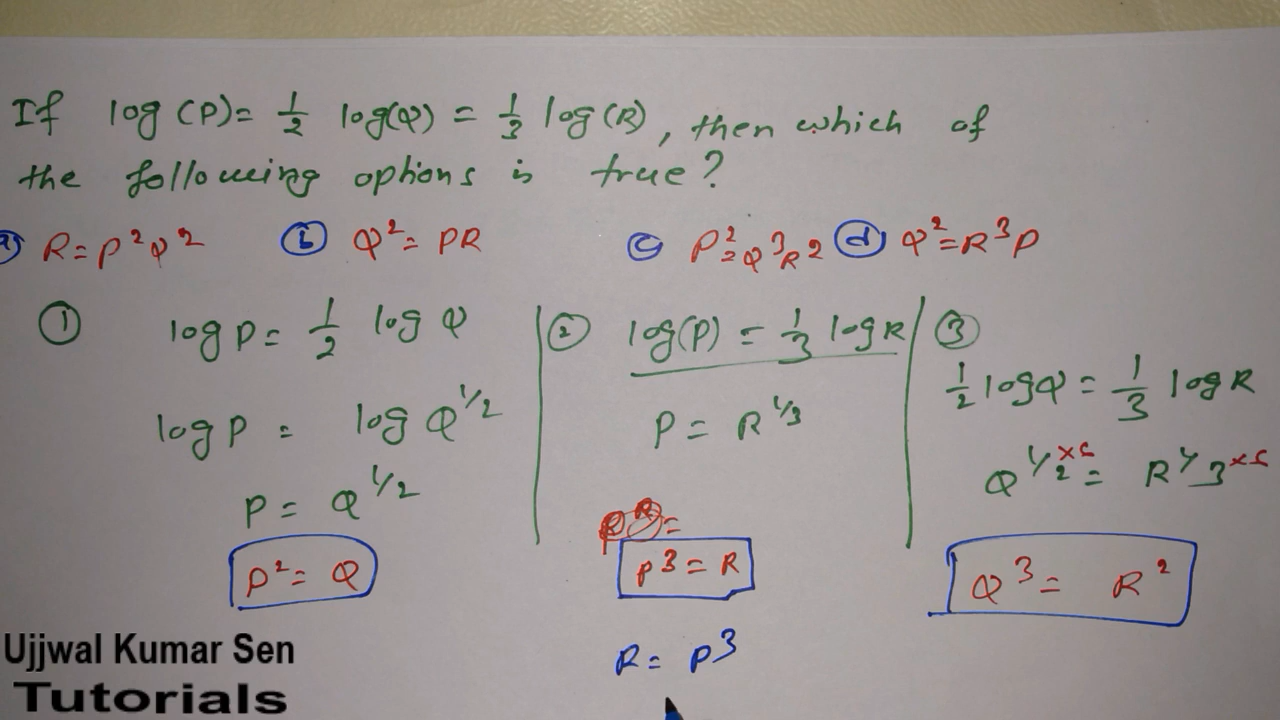 If log(P)= 1/2 log(Q) = 1/3 log(R), then which of
the following options is true?
a) R=P²Q² (b) Q²=PR (c) P²=Q³R² (d) Q²=R³P
① log P= 1/2 log Q
log P = log Q^1/2
P= Q^1/2
P²= Q
② log(P) = 1/3 log R
P= R^1/3
P³=R
R= P³
③
1/2 log Q = 1/3 log R
Q^1/2 = R^1/3
Q³= R²
Ujjwal Kumar Sen
Tutorials